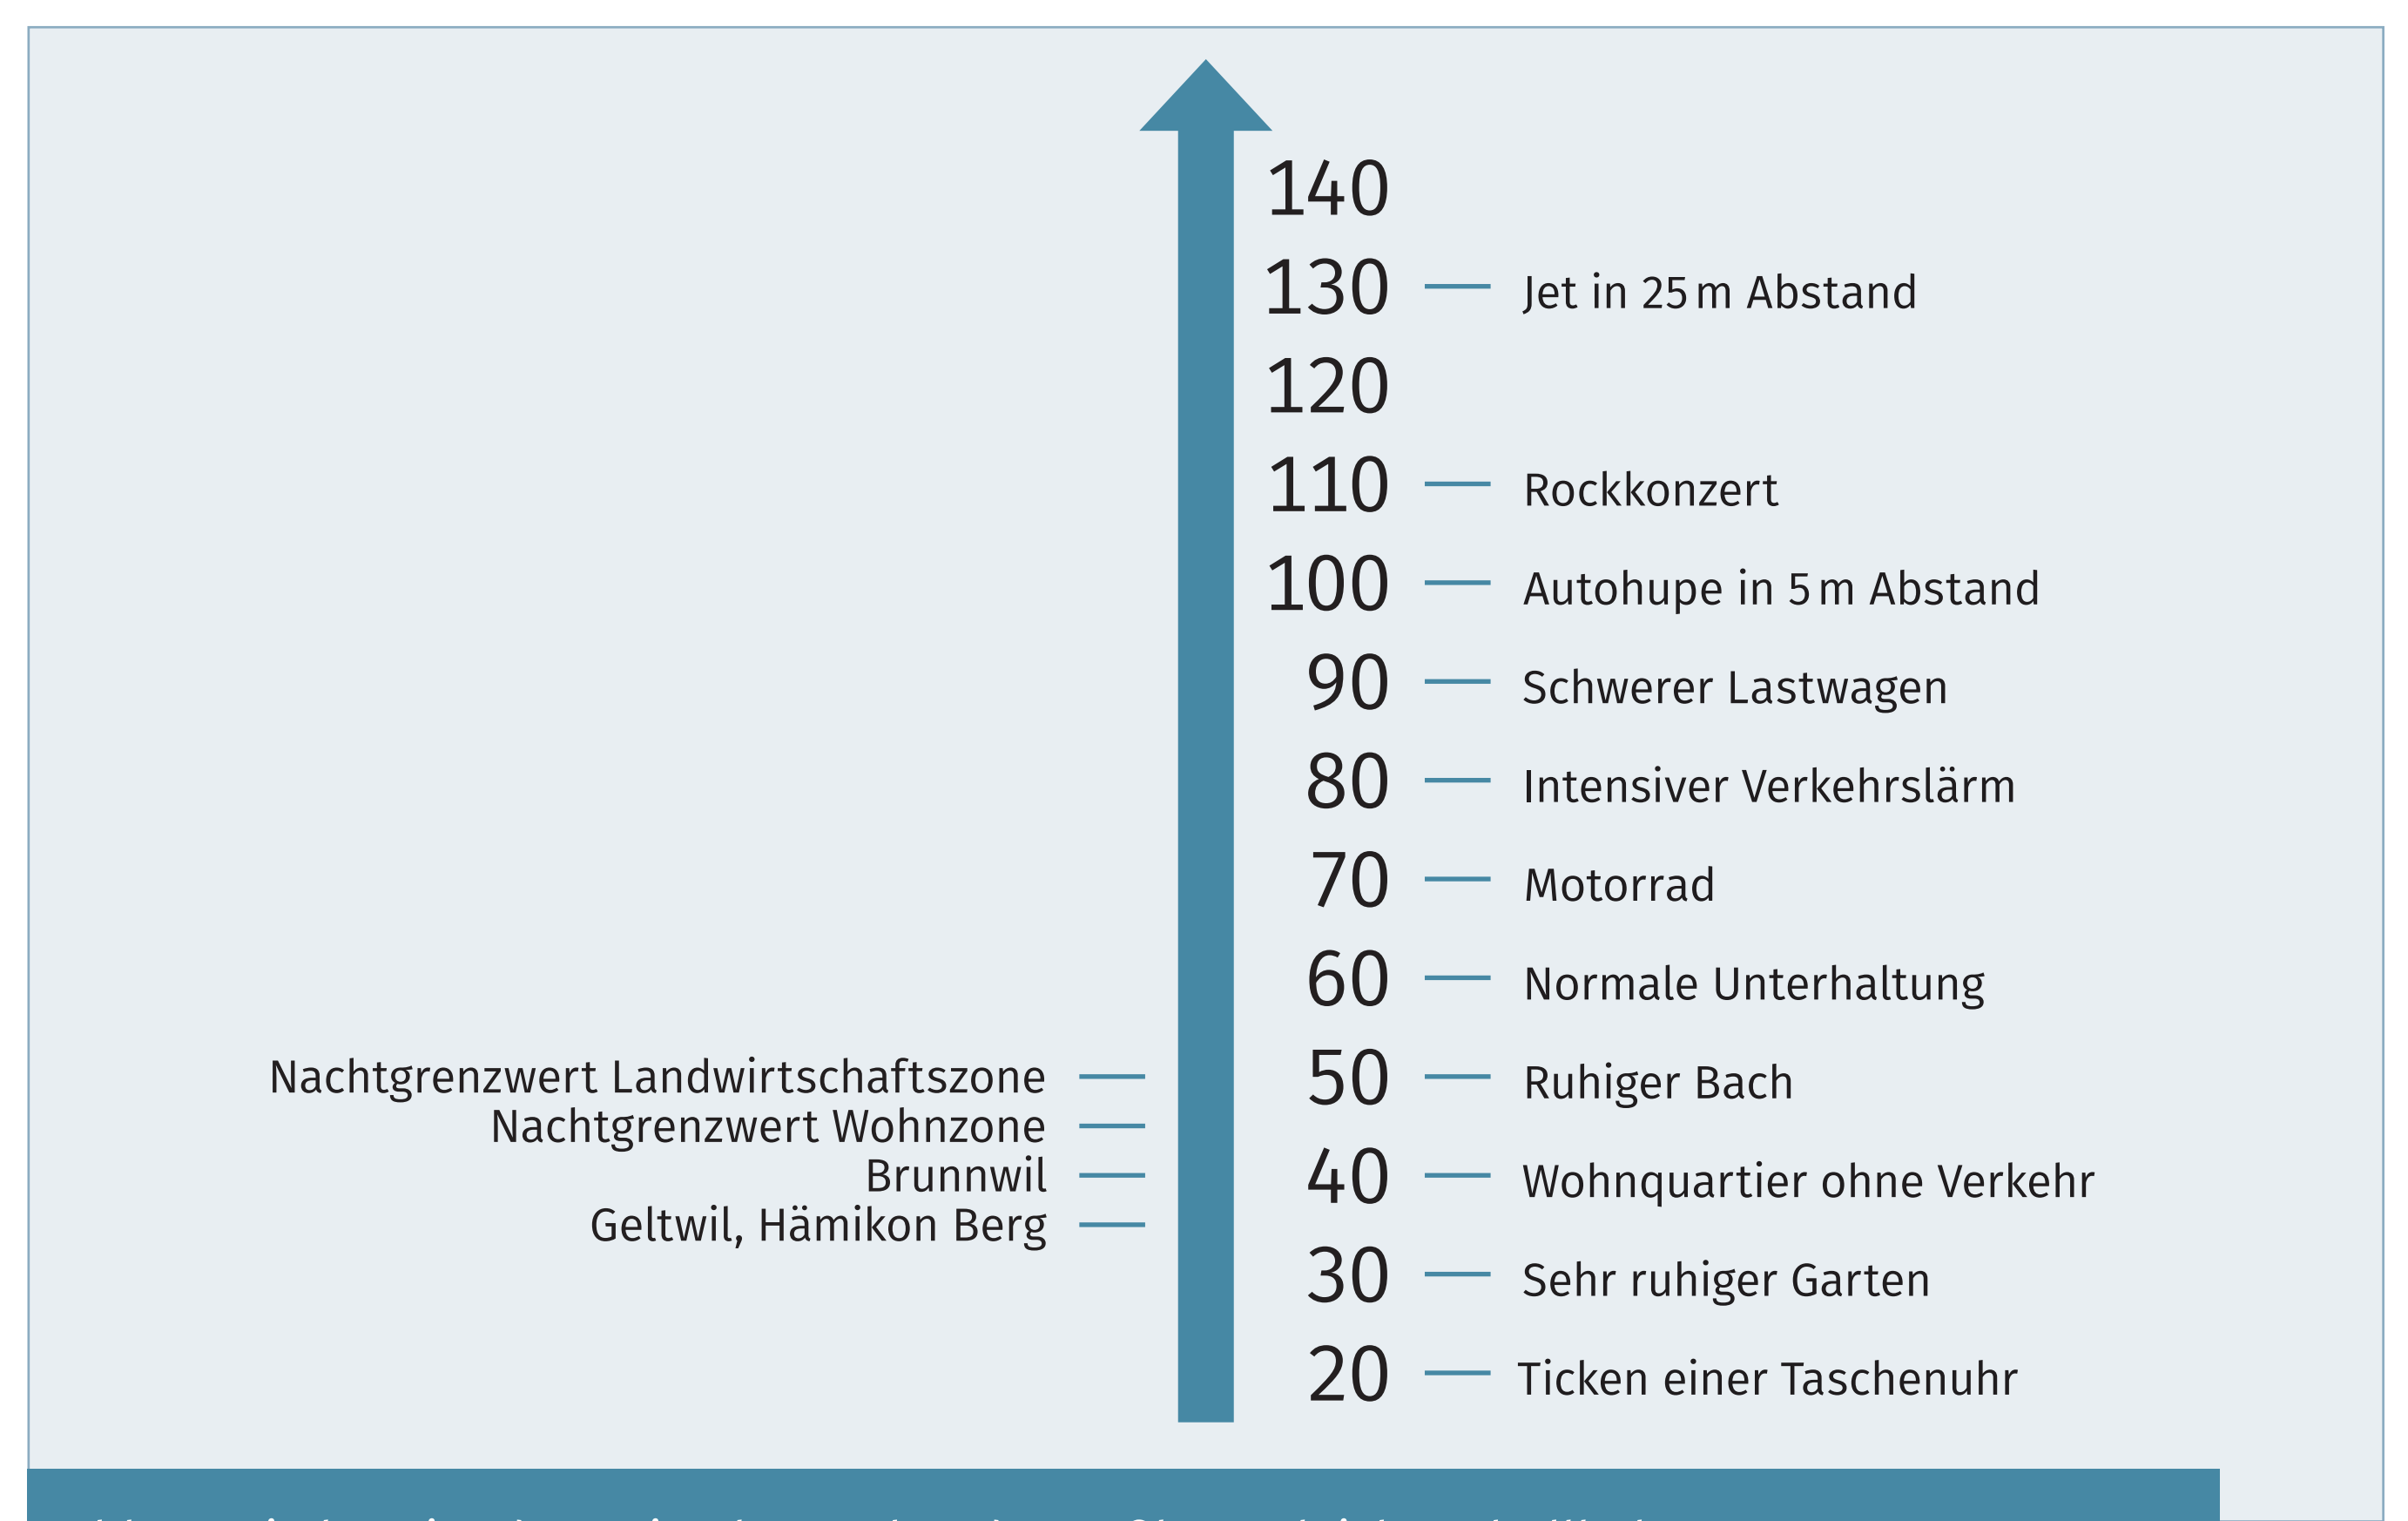 140
130 Jet in 25 m Abstand
120
110 Rockkonzert
100 Autohupe in 5 m Abstand
90 Schwerer Lastwagen
80 Intensiver Verkehrslärm
70 Motorrad
60 Normale Unterhaltung
Nachtgrenzwert Landwirtschaftszone 50 Ruhiger Bach
Nachtgrenzwert Wohnzone
Brunnwil 40 Wohnquartier ohne Verkehr
Geltwil, Hämikon Berg
30 Sehr ruhiger Garten
20 Ticken einer Taschenuhr